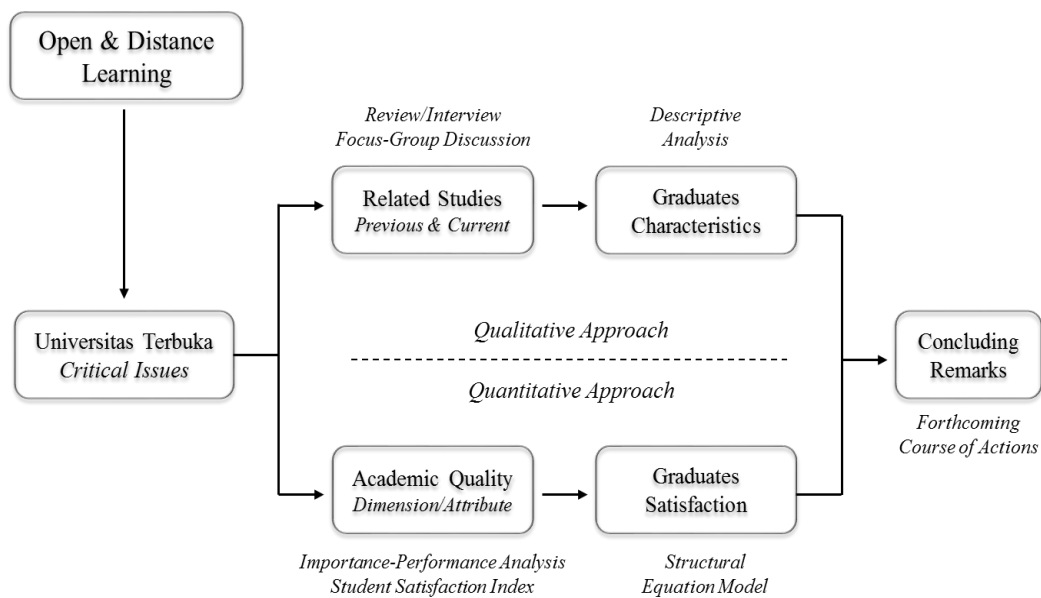 Open & Distance
Learning
Review/Interview
Focus-Group Discussion
Descriptive
Analysis
Related Studies
Previous & Current
Graduates
Characteristics
Universitas Terbuka
Critical Issues
Qualitative Approach
Quantitative Approach
Concluding
Remarks
Forthcoming
Course of Actions
Academic Quality
Dimension/Attribute
Graduates
Satisfaction
Importance-Performance Analysis
Student Satisfaction Index
Structural
Equation Model